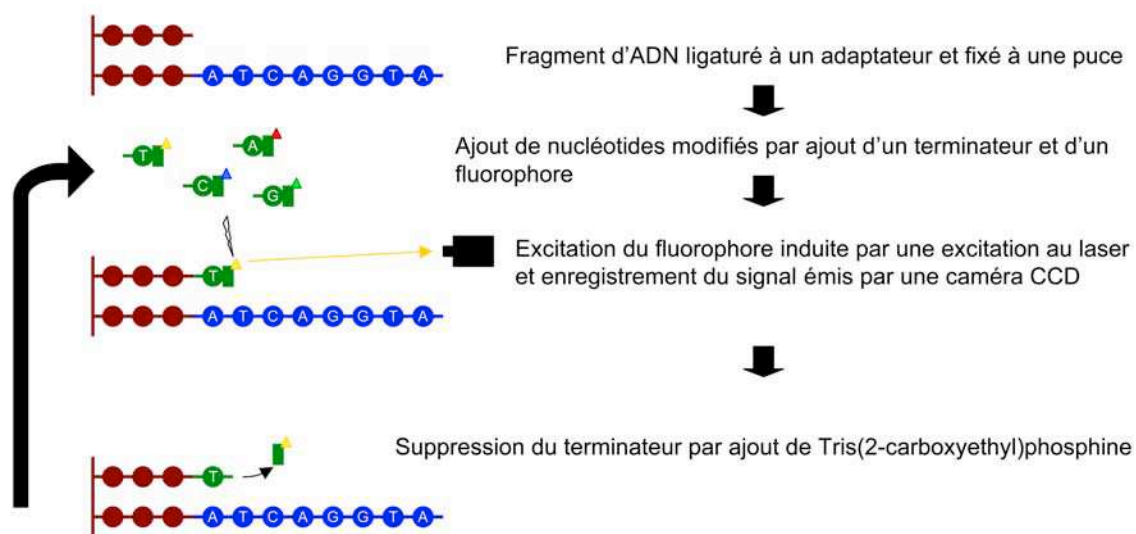 A T C A G G T A
Fragment d'ADN ligaturé à un adaptateur et fixé à une puce
T
A
C
G
Ajout de nucléotides modifiés par ajout d'un terminateur et d'un
fluorophore
T
A T C A G G T A
Excitation du fluorophore induite par une excitation au laser
et enregistrement du signal émis par une caméra CCD
Suppression du terminateur par ajout de Tris(2-carboxyethyl)phosphine
T
A T C A G G T A